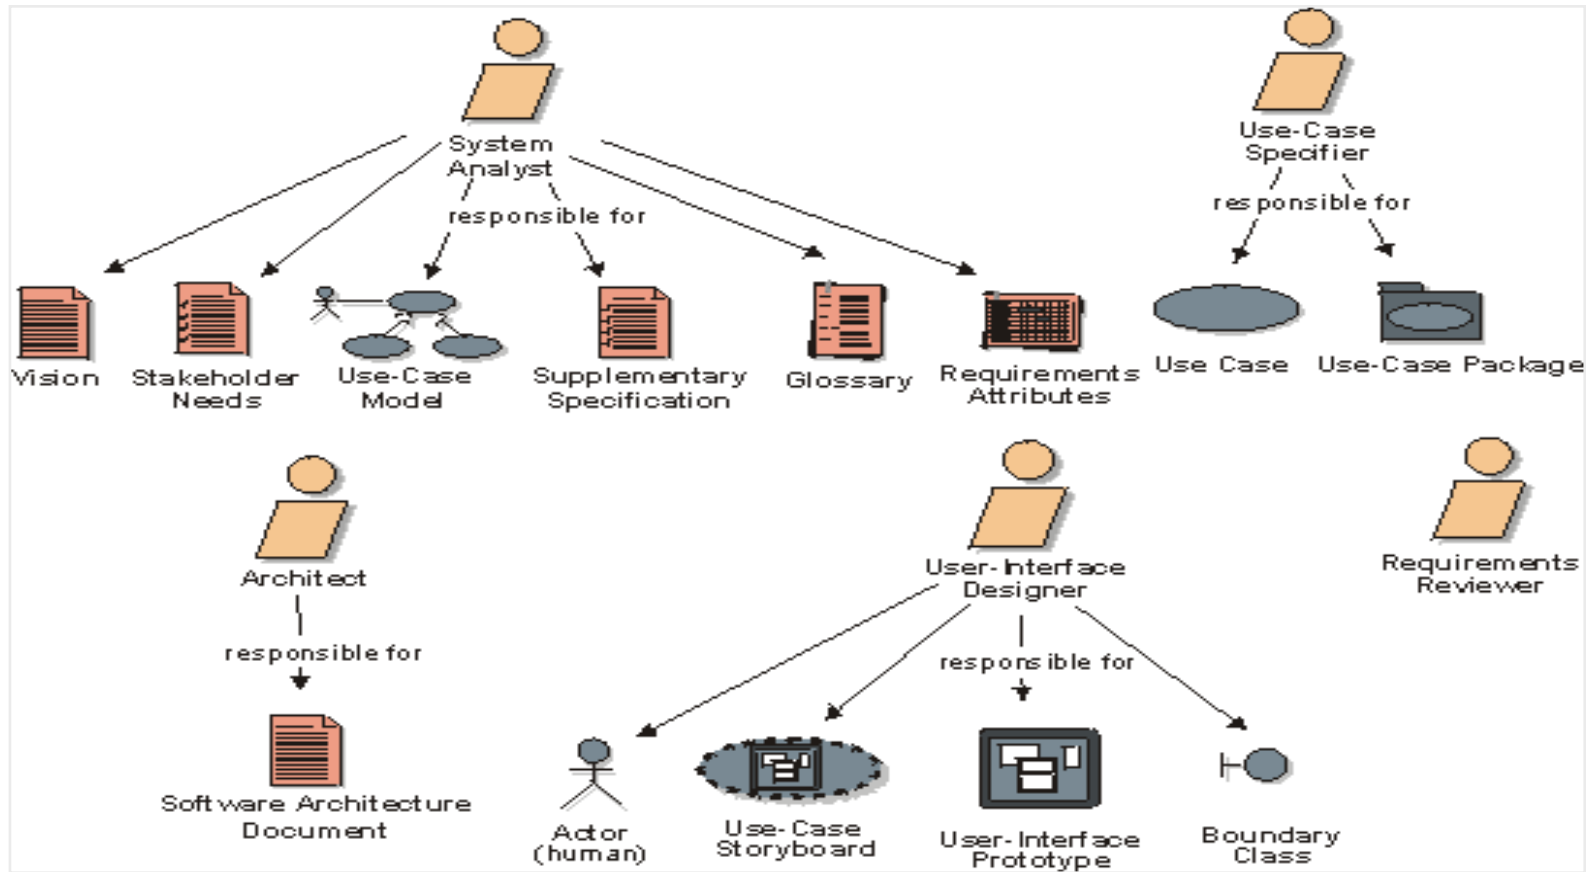 System
Analyst
responsible for
Use-Case
Specifier
responsible for
Vision
Stakeholder
Needs
Use-Case
Model
Supplementary
Specification
Glossary
Requirements
Attributes
Use Case
Use-Case Package
Architect
responsible for
Software Architecture
Document
User-Interface
Designer
responsible for
Actor
(human)
Use-Case
Storyboard
User-Interface
Prototype
Boundary
Class
Requirements
Reviewer